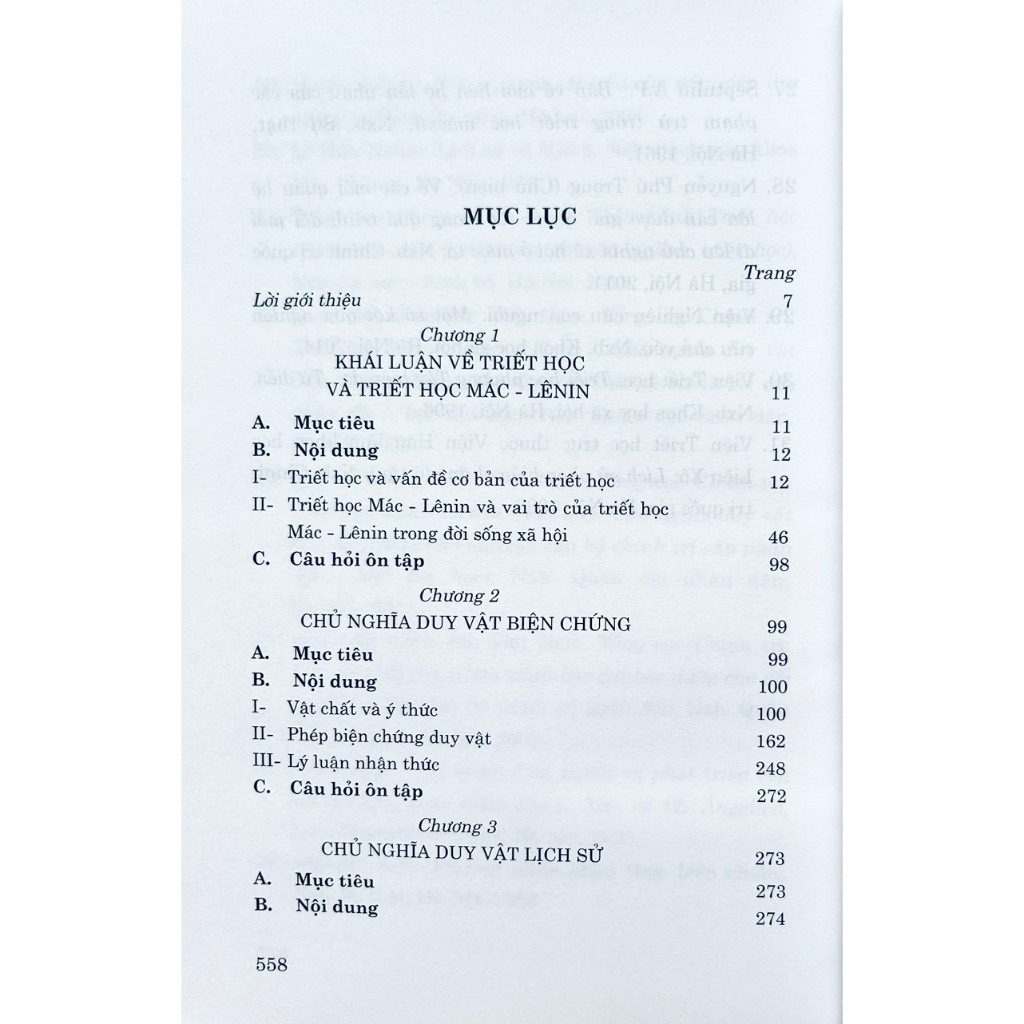 MỤC LỤC
Trang
Lời giới thiệu 7
Chương 1
KHÁI LUẬN VỀ TRIẾT HỌC
VÀ TRIẾT HỌC MÁC - LÊNIN 11
A. Mục tiêu 11
B. Nội dung 12
I- Triết học và vấn đề cơ bản của triết học 12
II- Triết học Mác - Lênin và vai trò của triết học
Mác - Lênin trong đời sống xã hội 46
C. Câu hỏi ôn tập 98
Chương 2
CHỦ NGHĨA DUY VẬT BIỆN CHỨNG 99
A. Mục tiêu 99
B. Nội dung 100
I- Vật chất và ý thức 100
II- Phép biện chứng duy vật 162
III- Lý luận nhận thức 248
C. Câu hỏi ôn tập 272
Chương 3
CHỦ NGHĨA DUY VẬT LỊCH SỬ 273
A. Mục tiêu 273
B. Nội dung 274
558